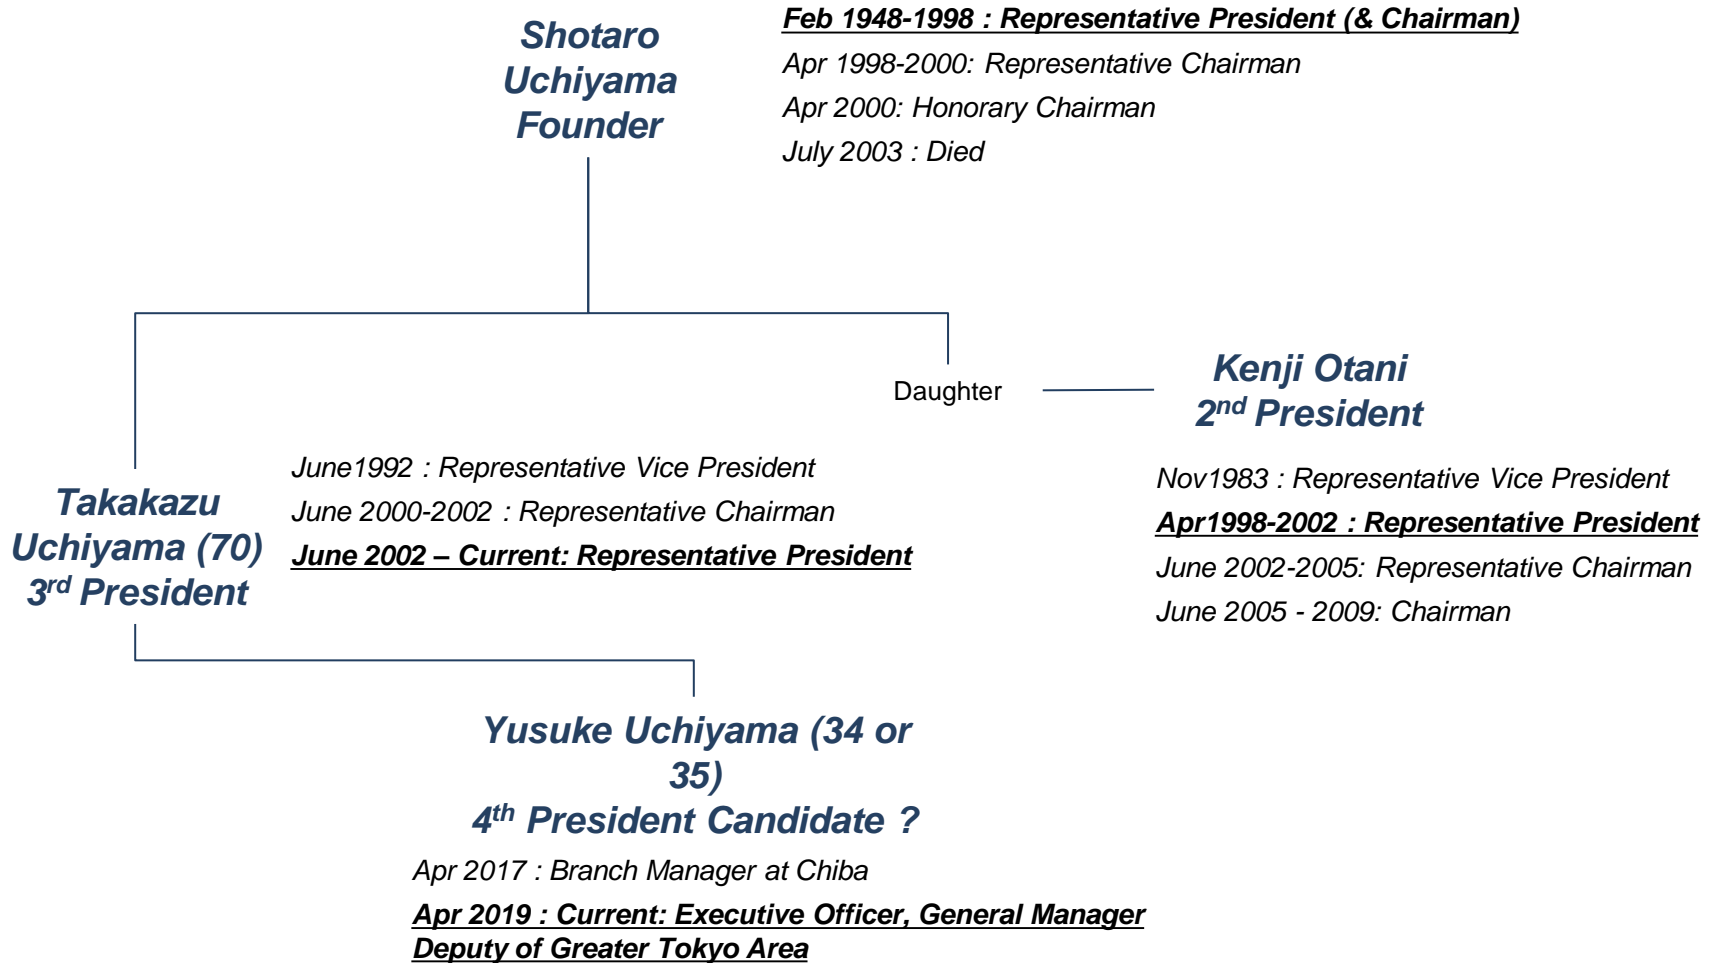 Shotaro
Uchiyama
Founder
Feb 1948-1998 : Representative President (& Chairman)
Apr 1998-2000: Representative Chairman
Apr 2000: Honorary Chairman
July 2003 : Died
Daughter
Kenji Otani
2nd President
Nov1983 : Representative Vice President
Apr1998-2002 : Representative President
June 2002-2005: Representative Chairman
June 2005 - 2009: Chairman
Takakazu
Uchiyama (70)
3rd President
June1992 : Representative Vice President
June 2000-2002 : Representative Chairman
June 2002 – Current: Representative President
Yusuke Uchiyama (34 or
35)
4th President Candidate ?
Apr 2017 : Branch Manager at Chiba
Apr 2019 : Current: Executive Officer, General Manager
Deputy of Greater Tokyo Area